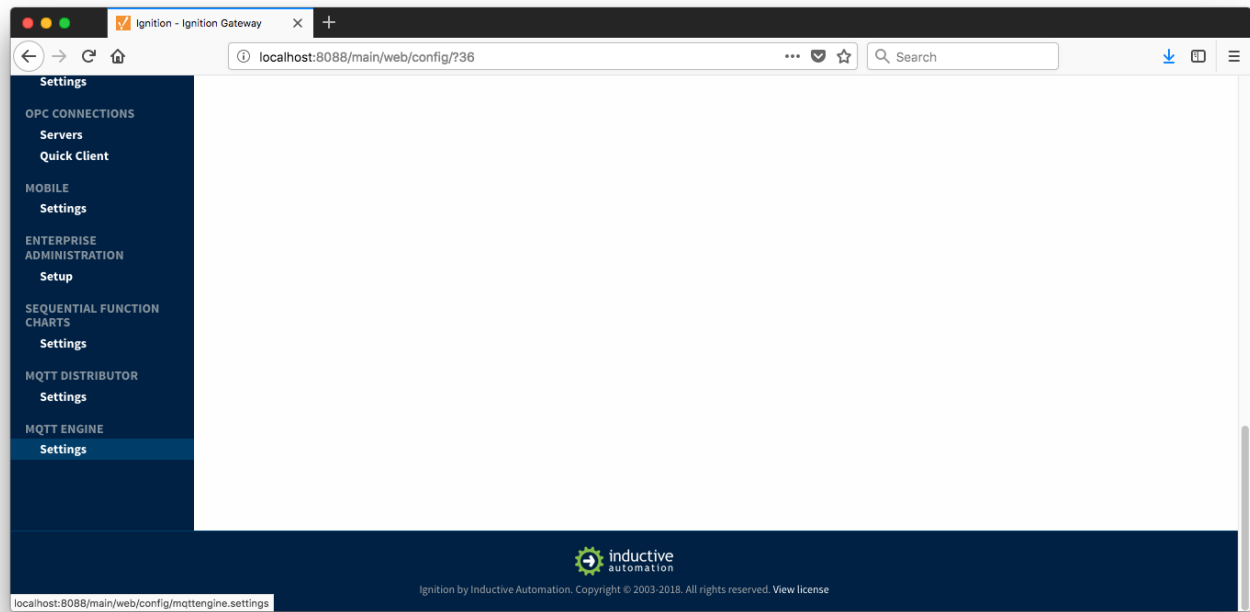 Ignition - Ignition Gateway
localhost:8088/main/web/config/?36
Search
Settings
OPC CONNECTIONS
Servers
Quick Client
MOBILE
Settings
ENTERPRISE
ADMINISTRATION
Setup
SEQUENTIAL FUNCTION
CHARTS
Settings
MQTT DISTRIBUTOR
Settings
MQTT ENGINE
Settings
inductive
automation
Ignition by Inductive Automation. Copyright © 2003-2018. All rights reserved. View license
localhost:8088/main/web/config/mqttengine.settings